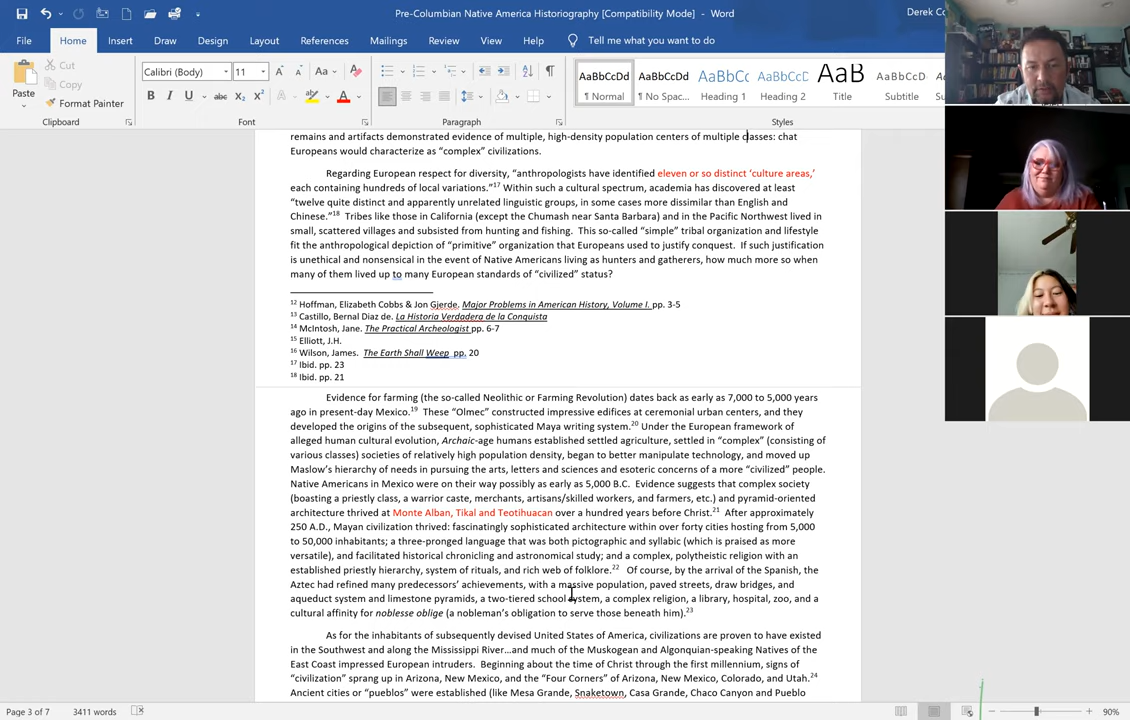 Pre-Columbian Native America Historiography [Compatibility Mode] - Word
Derek Co
File Home Insert Draw Design Layout References Mailings Review View Help Tell me what you want to do
Paste
Cut
Copy
Format Painter
Calibri (Body) 11
Aa
B I U ab x₂ x² A A
AaBbCcDd AaBbCcDd AaBbCc AaBbCcDd AaB AaBbCcD
¶ Normal ¶ No Spac... Heading 1 Heading 2 Title Subtitle
Clipboard Font Paragraph Styles
remains and artifacts demonstrated evidence of multiple, high-density population centers of multiple classes: chat
Europeans would characterize as “complex” civilizations.
Regarding European respect for diversity, “anthropologists have identified eleven or so distinct ‘culture areas,’
each containing hundreds of local variations.”17 Within such a cultural spectrum, academia has discovered at least
“twelve quite distinct and apparently unrelated linguistic groups, in some cases more dissimilar than English and
Chinese.”18 Tribes like those in California (except the Chumash near Santa Barbara) and in the Pacific Northwest lived in
small, scattered villages and subsisted from hunting and fishing. This so-called “simple” tribal organization and lifestyle
fit the anthropological depiction of “primitive” organization that Europeans used to justify conquest. If such justification
is unethical and nonsensical in the event of Native Americans living as hunters and gatherers, how much more so when
many of them lived up to many European standards of “civilized” status?
12 Hoffman, Elizabeth Cobbs & Jon Gjerde. Major Problems in American History, Volume I. pp. 3-5
13 Castillo, Bernal Diaz de. La Historia Verdadera de la Conquista
14 McIntosh, Jane. The Practical Archeologist pp. 6-7
15 Elliott, J.H.
16 Wilson, James. The Earth Shall Weep pp. 20
17 Ibid. pp. 23
18 Ibid. pp. 21
Evidence for farming (the so-called Neolithic or Farming Revolution) dates back as early as 7,000 to 5,000 years
ago in present-day Mexico.19 These “Olmec” constructed impressive edifices at ceremonial urban centers, and they
developed the origins of the subsequent, sophisticated Maya writing system.20 Under the European framework of
alleged human cultural evolution, Archaic-age humans established settled agriculture, settled in “complex” (consisting of
various classes) societies of relatively high population density, began to better manipulate technology, and moved up
Maslow’s hierarchy of needs in pursuing the arts, letters and sciences and esoteric concerns of a more “civilized” people.
Native Americans in Mexico were on their way possibly as early as 5,000 B.C. Evidence suggests that complex society
(boasting a priestly class, a warrior caste, merchants, artisans/skilled workers, and farmers, etc.) and pyramid-oriented
architecture thrived at Monte Alban, Tikal and Teotihuacan over a hundred years before Christ.21 After approximately
250 A.D., Mayan civilization thrived: fascinatingly sophisticated architecture within over forty cities hosting from 5,000
to 50,000 inhabitants; a three-pronged language that was both pictographic and syllabic (which is praised as more
versatile), and facilitated historical chronicling and astronomical study; and a complex, polytheistic religion with an
established priestly hierarchy, system of rituals, and rich web of folklore.22 Of course, by the arrival of the Spanish, the
Aztec had refined many predecessors’ achievements, with a massive population, paved streets, draw bridges, and
aqueduct system and limestone pyramids, a two-tiered school system, a complex religion, a library, hospital, zoo, and a
cultural affinity for noblesse oblige (a nobleman’s obligation to serve those beneath him).23
As for the inhabitants of subsequently devised United States of America, civilizations are proven to have existed
in the Southwest and along the Mississippi River…and much of the Muskogean and Algonquian-speaking Natives of the
East Coast impressed European intruders. Beginning about the time of Christ through the first millennium, signs of
“civilization” sprang up in Arizona, New Mexico, and the “Four Corners” of Arizona, New Mexico, Colorado, and Utah.24
Ancient cities or “pueblos” were established (like Mesa Grande, Snaketown, Casa Grande, Chaco Canyon and Pueblo
Page 3 of 7 3411 words 90%